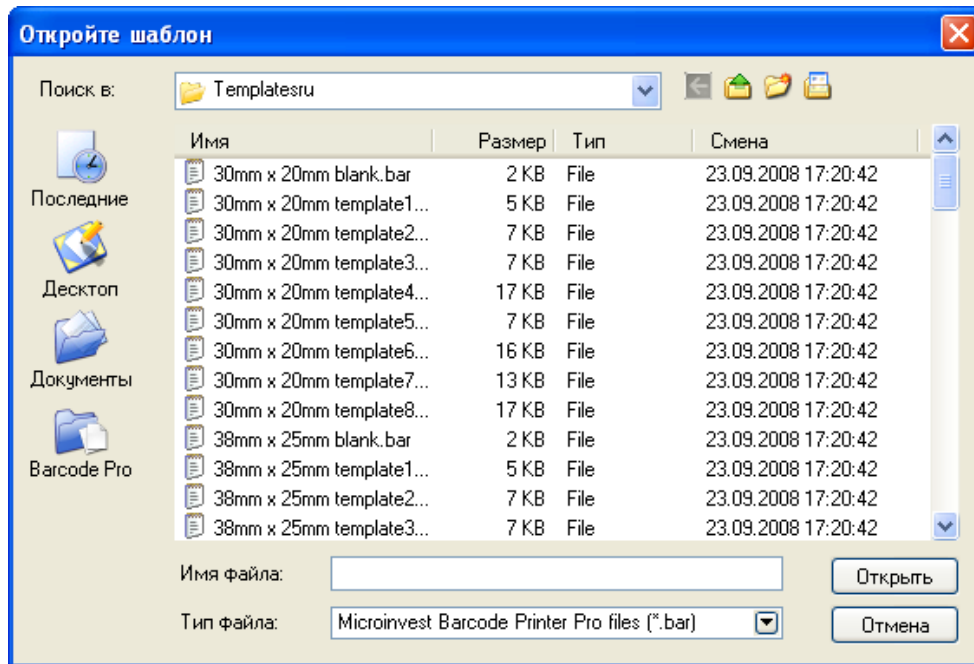 Откройте шаблон
Поиск в: Templatesru
Имя Размер Тип Смена
30mm x 20mm blank.bar 2 KB File 23.09.2008 17:20:42
30mm x 20mm template1... 5 KB File 23.09.2008 17:20:42
30mm x 20mm template2... 7 KB File 23.09.2008 17:20:42
30mm x 20mm template3... 7 KB File 23.09.2008 17:20:42
30mm x 20mm template4... 17 KB File 23.09.2008 17:20:42
30mm x 20mm template5... 7 KB File 23.09.2008 17:20:42
30mm x 20mm template6... 16 KB File 23.09.2008 17:20:42
30mm x 20mm template7... 13 KB File 23.09.2008 17:20:42
30mm x 20mm template8... 17 KB File 23.09.2008 17:20:42
38mm x 25mm blank.bar 2 KB File 23.09.2008 17:20:42
38mm x 25mm template1... 5 KB File 23.09.2008 17:20:42
38mm x 25mm template2... 7 KB File 23.09.2008 17:20:42
38mm x 25mm template3... 7 KB File 23.09.2008 17:20:42
Последние
Десктоп
Документы
Barcode Pro
Имя файла: Открыть
Тип файла: Microinvest Barcode Printer Pro files (*.bar) Отмена